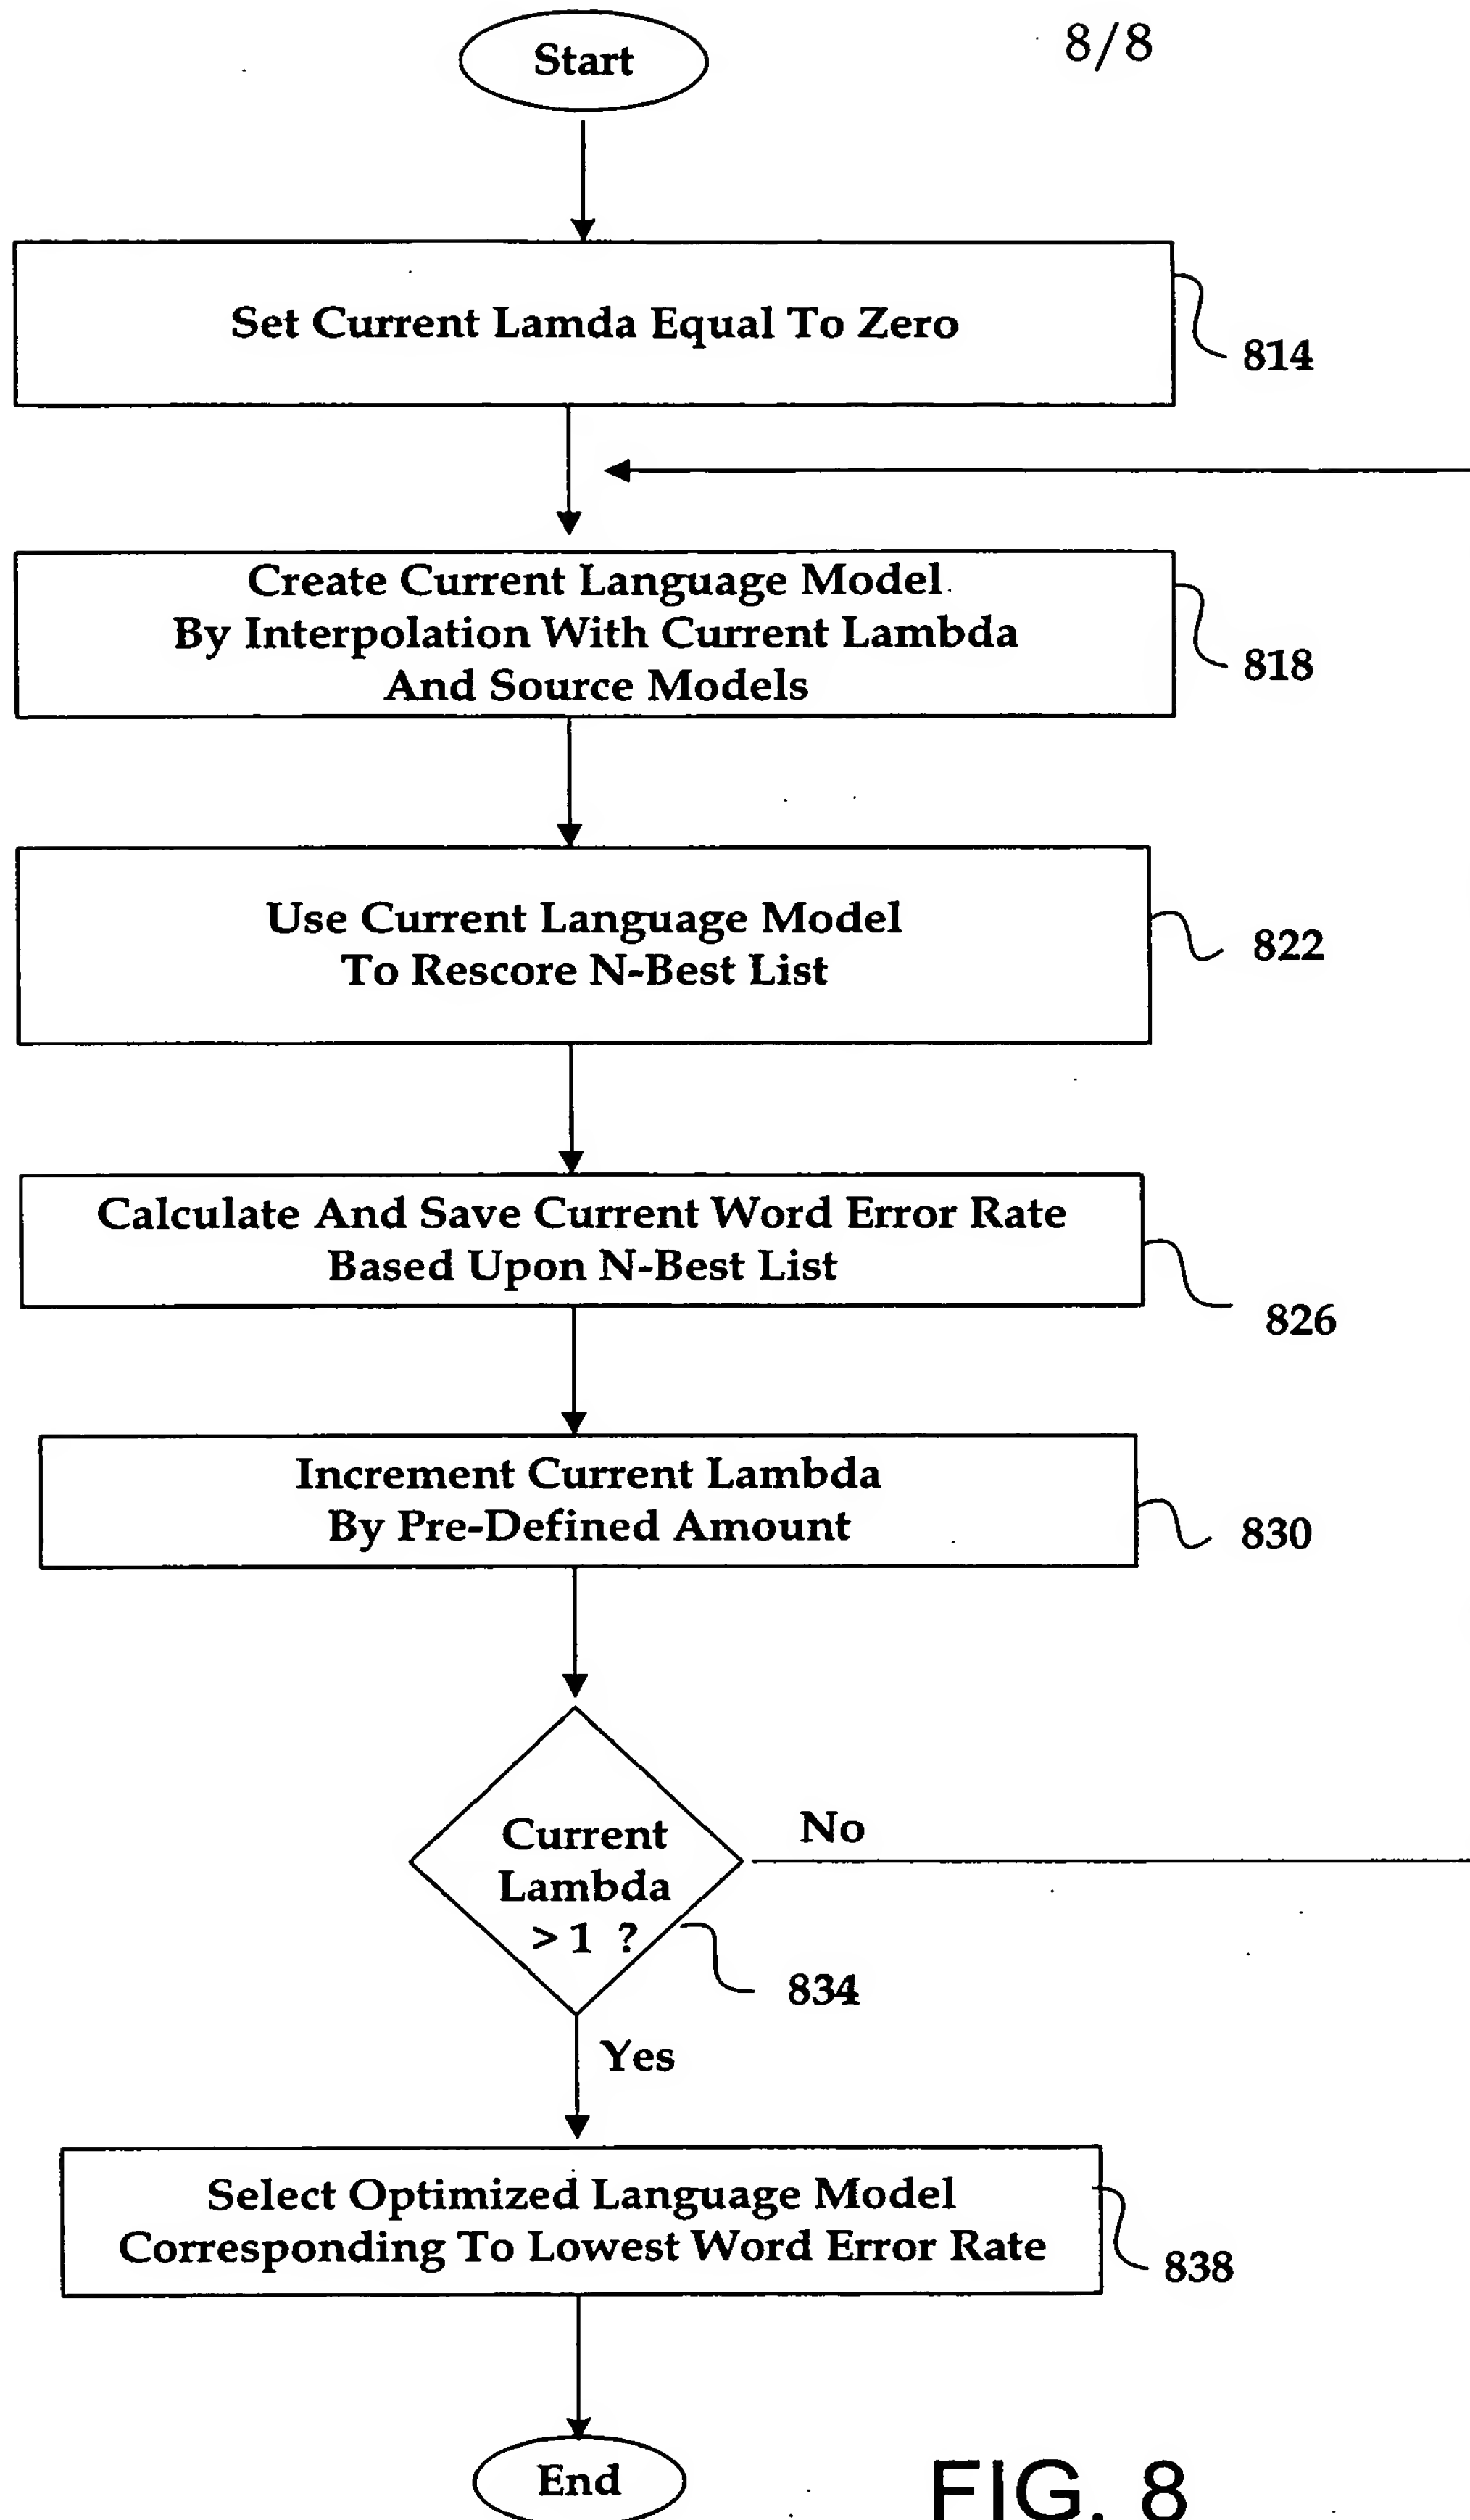 8/8
Start
Set Current Lamda Equal To Zero
814
Create Current Language Model
By Interpolation With Current Lambda
And Source Models
818
Use Current Language Model
To Rescore N-Best List
822
Calculate And Save Current Word Error Rate
Based Upon N-Best List
826
Increment Current Lambda
By Pre-Defined Amount
830
Current
Lambda
> 1 ?
No
834
Yes
Select Optimized Language Model
Corresponding To Lowest Word Error Rate
838
End
FIG. 8